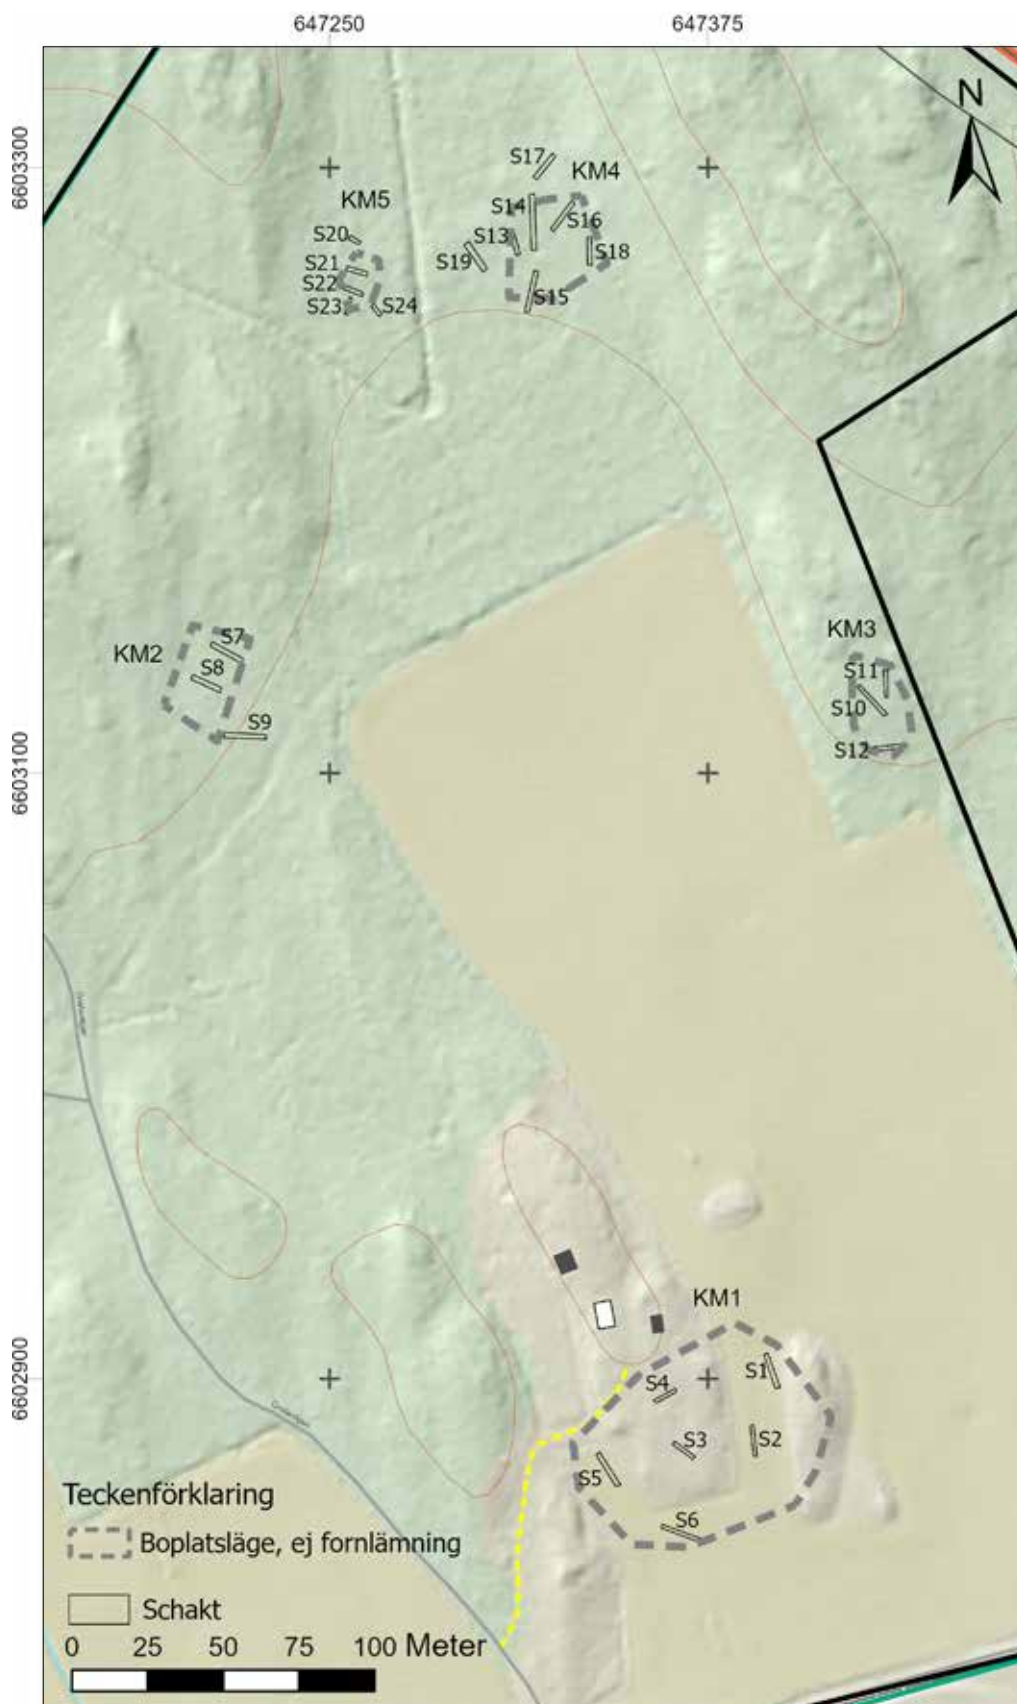 647250 647375
N
6603300
S17
KM4
KM5
S14
S16
S20
S13
S18
S19
S21
S22
S15
S23
S24
KM3
KM2
S7
S11
S8
S10
S9
S12
6603100
KM1
6602900
S1
S4
S3
S2
S5
S6
Teckenförklaring
Boplatsläge, ej fornlämning
Schakt
0 25 50 75 100 Meter